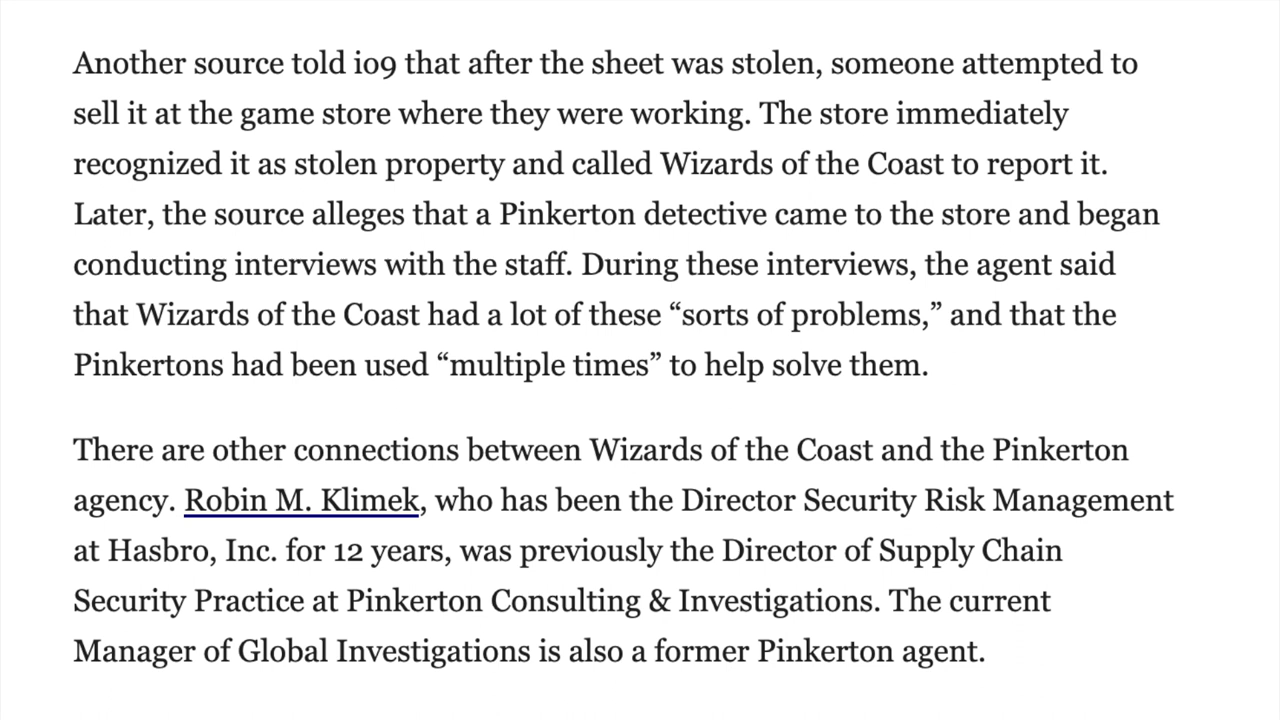 Another source told io9 that after the sheet was stolen, someone attempted to
sell it at the game store where they were working. The store immediately
recognized it as stolen property and called Wizards of the Coast to report it.
Later, the source alleges that a Pinkerton detective came to the store and began
conducting interviews with the staff. During these interviews, the agent said
that Wizards of the Coast had a lot of these “sorts of problems,” and that the
Pinkertons had been used “multiple times” to help solve them.
There are other connections between Wizards of the Coast and the Pinkerton
agency. Robin M. Klimek, who has been the Director Security Risk Management
at Hasbro, Inc. for 12 years, was previously the Director of Supply Chain
Security Practice at Pinkerton Consulting & Investigations. The current
Manager of Global Investigations is also a former Pinkerton agent.